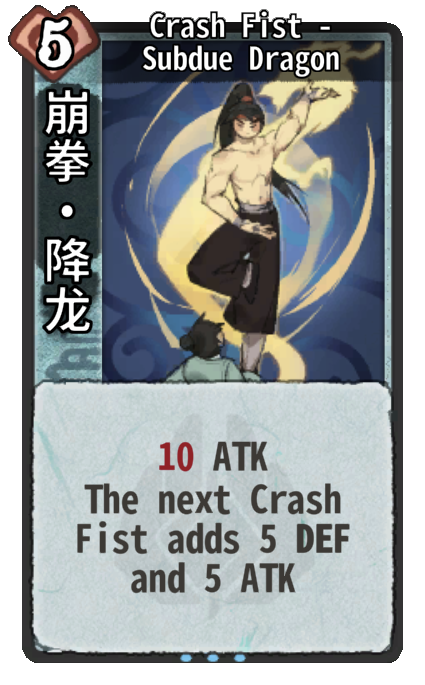 5
Crash Fist -
Subdue Dragon
崩拳・降龙
10 ATK
The next Crash
Fist adds 5 DEF
and 5 ATK